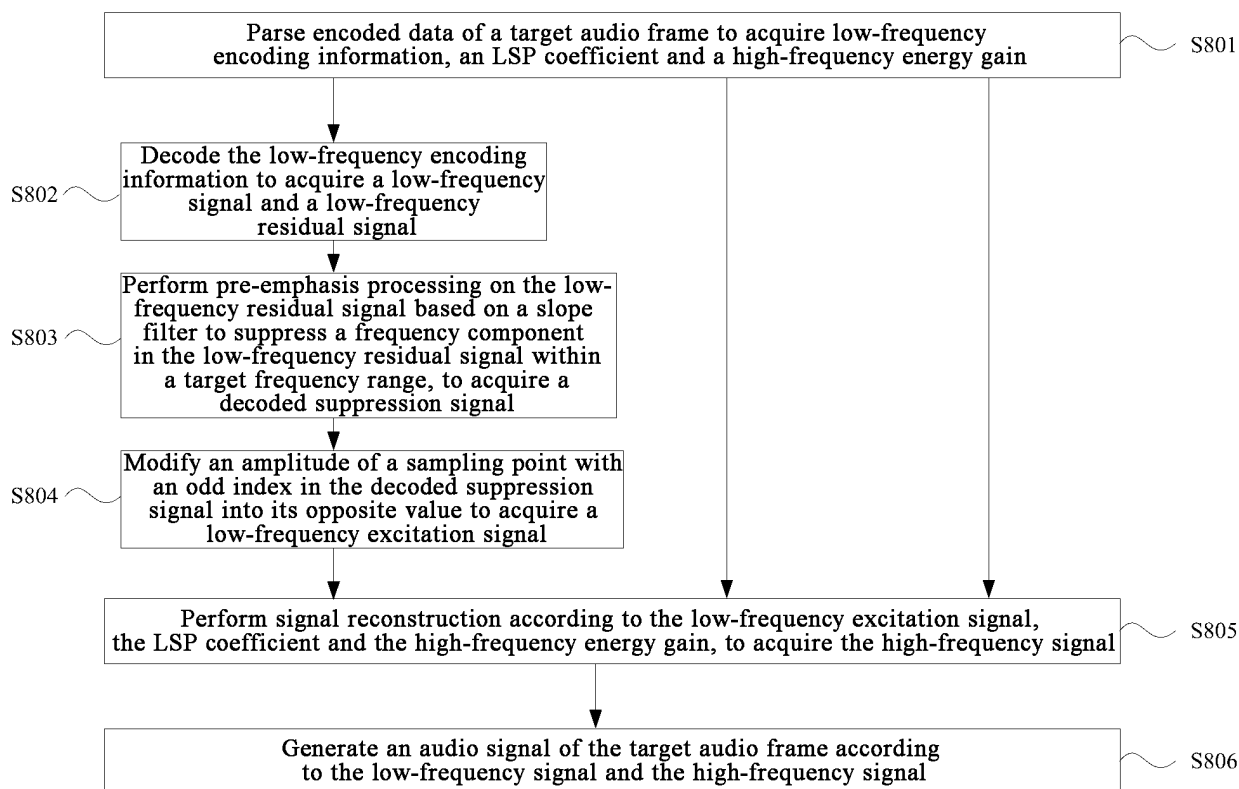 Parse encoded data of a target audio frame to acquire low-frequency
encoding information, an LSP coefficient and a high-frequency energy gain
S801
Decode the low-frequency encoding
information to acquire a low-frequency
signal and a low-frequency
residual signal
S802
Perform pre-emphasis processing on the low-
frequency residual signal based on a slope
filter to suppress a frequency component
in the low-frequency residual signal within
a target frequency range, to acquire a
decoded suppression signal
S803
Modify an amplitude of a sampling point with
an odd index in the decoded suppression
signal into its opposite value to acquire a
low-frequency excitation signal
S804
Perform signal reconstruction according to the low-frequency excitation signal,
the LSP coefficient and the high-frequency energy gain, to acquire the high-frequency signal
S805
Generate an audio signal of the target audio frame according
to the low-frequency signal and the high-frequency signal
S806